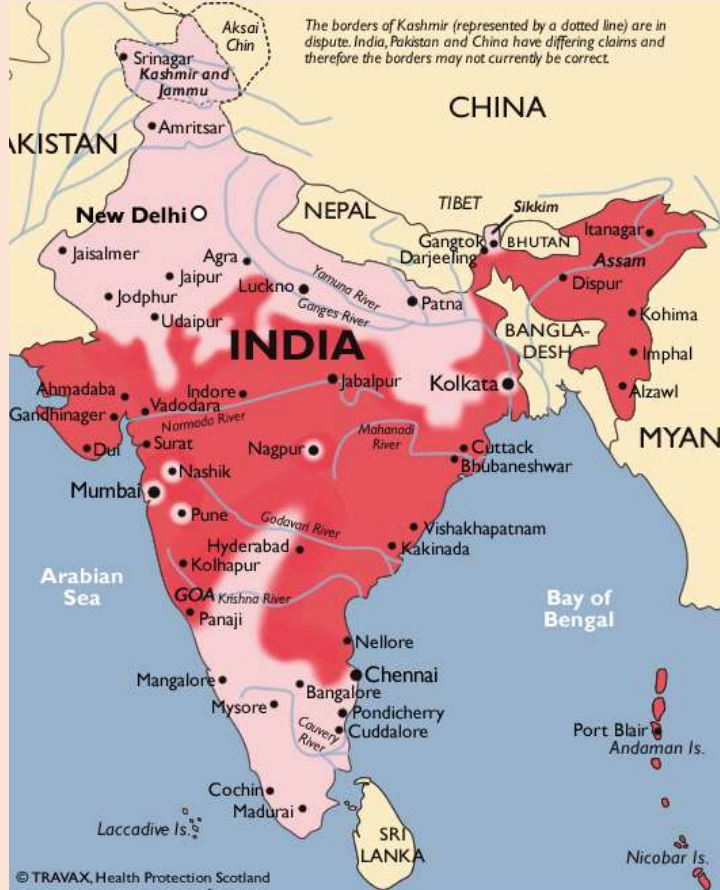 The borders of Kashmir (represented by a dotted line) are in
dispute. India, Pakistan and China have differing claims and
therefore the borders may not currently be correct.
Aksai
Chin
Srinagar
Kashmir and
Jammu
CHINA
Amritsar
AKISTAN
New Delhi
NEPAL
TIBET
Sikkim
Itanagar
Gangtok
BHUTAN
Darjeeling
Assam
Jaisalmer
Agra
Jaipur
Luckno
Yamuna River
Dispur
Jodphur
Ganges River
Patna
Udaipur
Kohima
INDIA
BANGLA-
DESH
Imphal
Jabalpur
Kolkata
Ahmadaba
Indore
Alzawl
Vadodara
Gandhinager
Normada River
Mahanadi
River
MYAN
Dui
Surat
Nagpur
Cuttack
Bhubaneshwar
Nashik
Mumbai
Pune
Godavari River
Vishakhapatnam
Hyderabad
Kakinada
Kolhapur
Arabian
Sea
GOA
Krishna River
Bay of
Bengal
Panaji
Nellore
Mangalore
Chennai
Bangalore
Mysore
Pondicherry
Cauvery
River
Cuddalore
Port Blair
Andaman Is.
Cochin
Madurai
Laccadive Is.
SRI
LANKA
Nicobar Is.
© TRAVAX, Health Protection Scotland